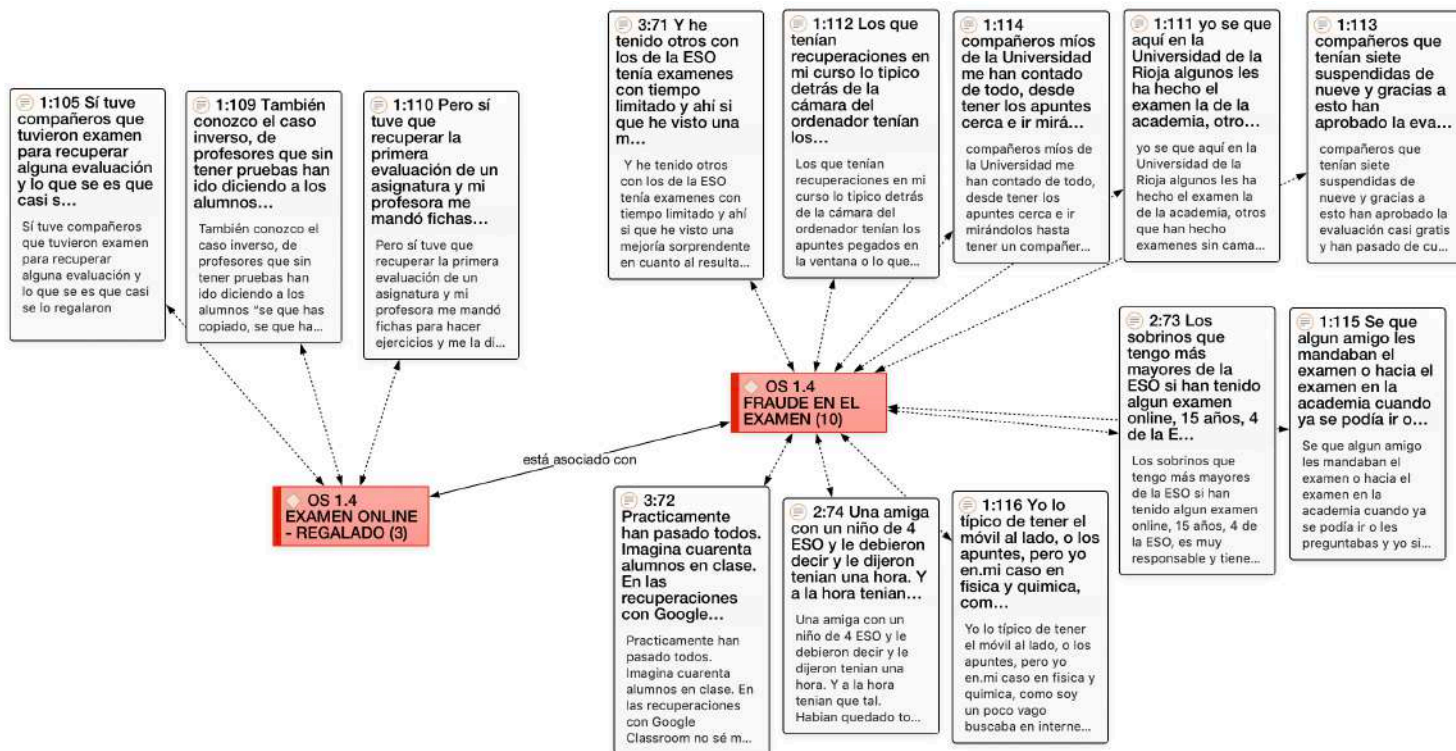 3:71 Y he
tenido otros con
los de la ESO
tenía examenes
con tiempo
limitado y ahí si
que he visto una
m...
Y he tenido otros
con los de la ESO
tenía examenes con
tiempo limitado y ahí
si que he visto una
mejoría sorprendente
en cuanto al resulta...
1:112 Los que
tenían
recuperaciones en
mi curso lo tipico
detrás de la
cámara del
ordenador tenían
los...
Los que tenían
recuperaciones en mi
curso lo tipico detrás
de la cámara del
ordenador tenían los
apuntes pegados en
la ventana o lo que...
1:114
compañeros míos
de la Universidad
me han contado
de todo, desde
tener los apuntes
cerca e ir mirá...
compañeros míos de
la Universidad me
han contado de todo,
desde tener los
apuntes cerca e ir
mirándolos hasta
tener un compañer...
1:111 yo se que
aquí en la
Universidad de la
Rioja algunos les
ha hecho el
examen la de la
academia, otro...
yo se que aquí en la
Universidad de la
Rioja algunos les ha
hecho el examen la
de la academia, otros
que han hecho
examenes sin cama...
1:113
compañeros que
tenían siete
suspendidas de
nueve y gracias a
esto han
aprobado la eva...
compañeros que
tenían siete
suspendidas de
nueve y gracias a
esto han aprobado la
evaluación casi gratis
y han pasado de cu...
1:105 Sí tuve
compañeros que
tuvieron examen
para recuperar
alguna evaluación
y lo que se es que
casi s...
Sí tuve compañeros
que tuvieron examen
para recuperar
alguna evaluación y
lo que se es que casi
se lo regalaron
1:109 También
conozco el caso
inverso, de
profesores que sin
tener pruebas han
ido diciendo a los
alumnos...
También conozco el
caso inverso, de
profesores que sin
tener pruebas han
ido diciendo a los
alumnos "se que has
copiado, se que ha...
1:110 Pero sí
tuve que
recuperar la
primera
evaluación de un
asignatura y mi
profesora me
mandó fichas...
Pero sí tuve que
recuperar la primera
evaluación de un
asignatura y mi
profesora me mandó
fichas para hacer
ejercicios y me la di...
2:73 Los
sobrinos que
tengo más
mayores de la
ESO si han tenido
algun examen
online, 15 años, 4
de la E...
Los sobrinos que
tengo más mayores
de la ESO si han
tenido algun examen
online, 15 años, 4 de
la ESO, es muy
responsable y tiene...
1:115 Se que
algun amigo les
mandaban el
examen o hacia el
examen en la
academia cuando
ya se podía ir o...
Se que algun amigo
les mandaban el
examen o hacia el
examen en la
academia cuando ya
se podía ir o les
preguntabas y yo si...
OS 1.4
FRAUDE EN EL
EXAMEN (10)
está asociado con
OS 1.4
EXAMEN ONLINE
- REGALADO (3)
3:72
Practicamente
han pasado todos.
Imagina cuarenta
alumnos en clase.
En las
recuperaciones
con Google...
Practicamente han
pasado todos.
Imagina cuarenta
alumnos en clase. En
las recuperaciones
con Google
Classroom no sé m...
2:74 Una amiga
con un niño de 4
ESO y le debieron
decir y le dijeron
tenian una hora. Y
a la hora tenian...
Una amiga con un
niño de 4 ESO y le
debieron decir y le
dijeron tenian una
hora. Y a la hora
tenian que tal.
Habian quedado to...
1:116 Yo lo
típico de tener el
móvil al lado, o los
apuntes, pero yo
en.mi caso en
fisica y quimica,
com...
Yo lo típico de tener
el móvil al lado, o los
apuntes, pero yo
en.mi caso en fisica y
quimica, como soy
un poco vago
buscaba en interne...